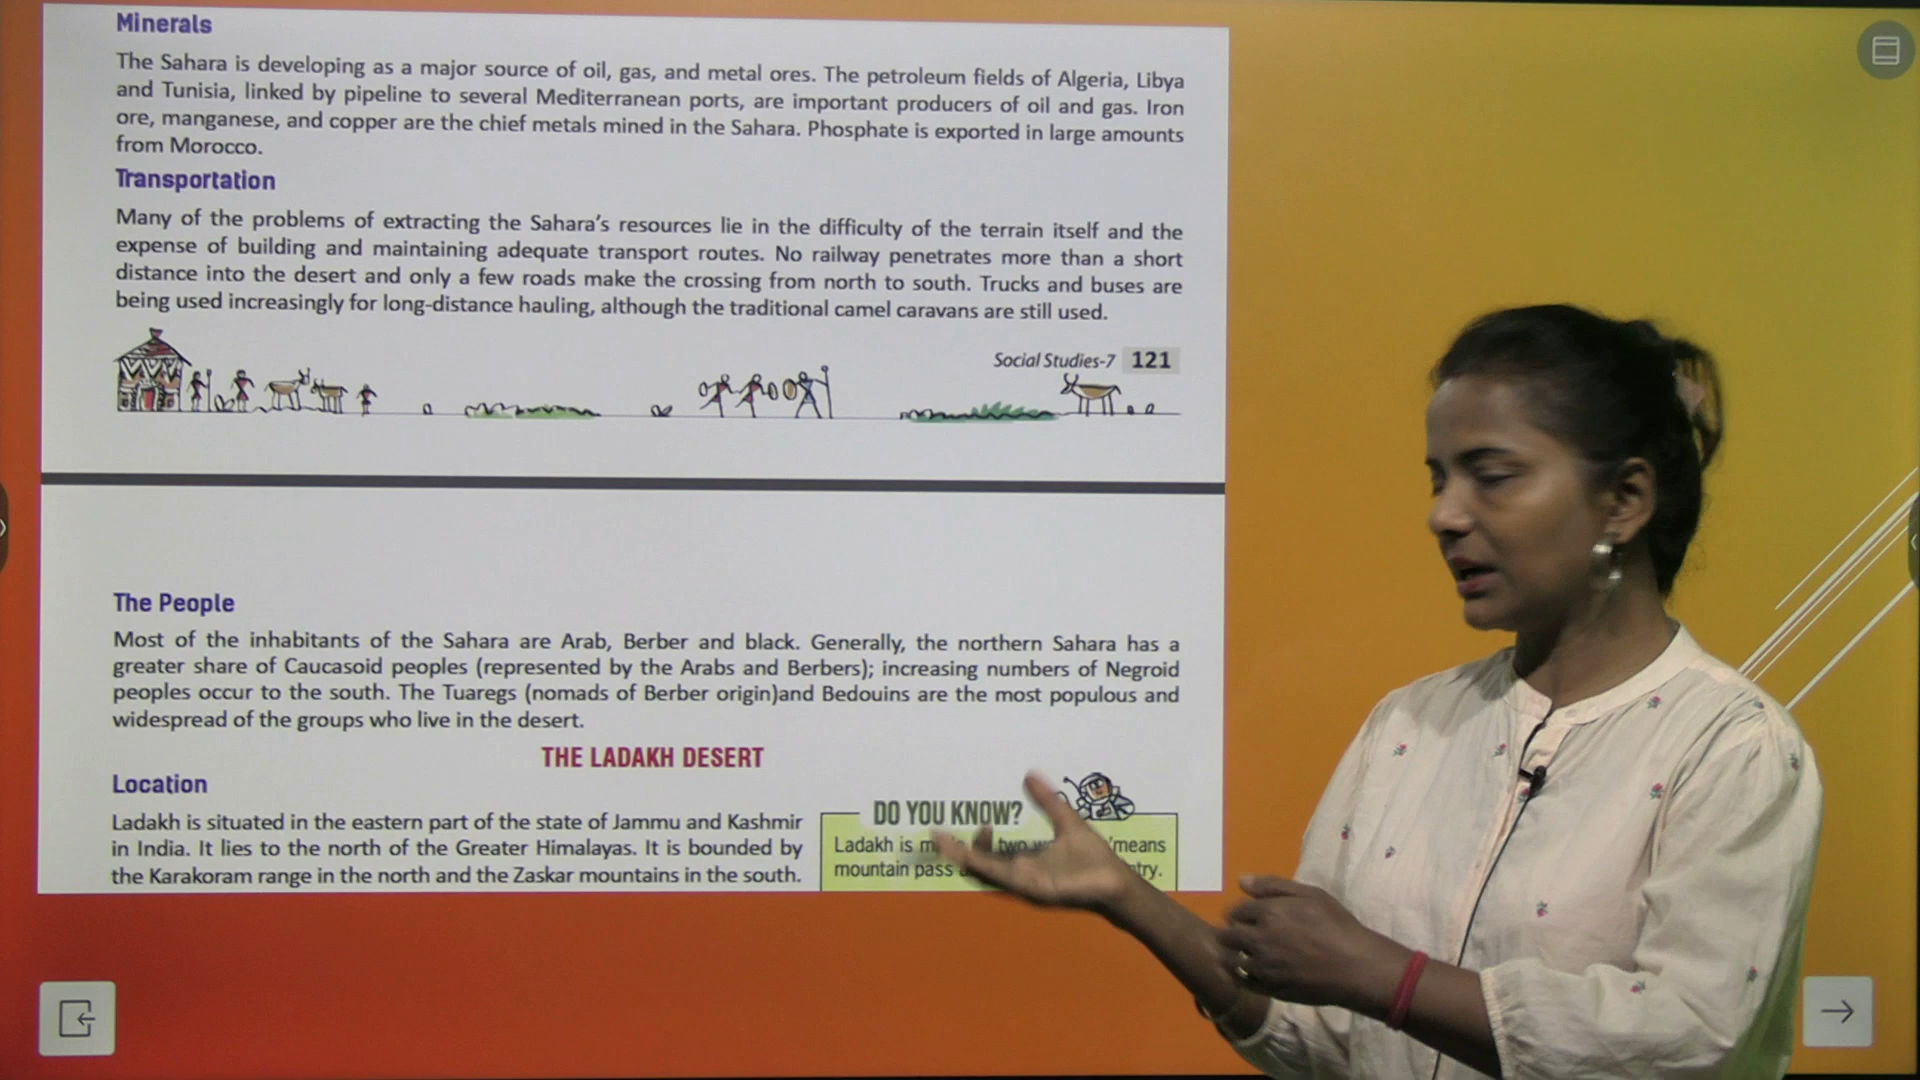 Minerals
The Sahara is developing as a major source of oil, gas, and metal ores. The petroleum fields of Algeria, Libya
and Tunisia, linked by pipeline to several Mediterranean ports, are important producers of oil and gas. Iron
ore, manganese, and copper are the chief metals mined in the Sahara. Phosphate is exported in large amounts
from Morocco.
Transportation
Many of the problems of extracting the Sahara's resources lie in the difficulty of the terrain itself and the
expense of building and maintaining adequate transport routes. No railway penetrates more than a short
distance into the desert and only a few roads make the crossing from north to south. Trucks and buses are
being used increasingly for long-distance hauling, although the traditional camel caravans are still used.
Social Studies-7 121
The People
Most of the inhabitants of the Sahara are Arab, Berber and black. Generally, the northern Sahara has a
greater share of Caucasoid peoples (represented by the Arabs and Berbers); increasing numbers of Negroid
peoples occur to the south. The Tuaregs (nomads of Berber origin)and Bedouins are the most populous and
widespread of the groups who live in the desert.
THE LADAKH DESERT
Location
Ladakh is situated in the eastern part of the state of Jammu and Kashmir
in India. It lies to the north of the Greater Himalayas. It is bounded by
the Karakoram range in the north and the Zaskar mountains in the south.
DO YOU KNOW?
Ladakh is two 'means
mountain pass